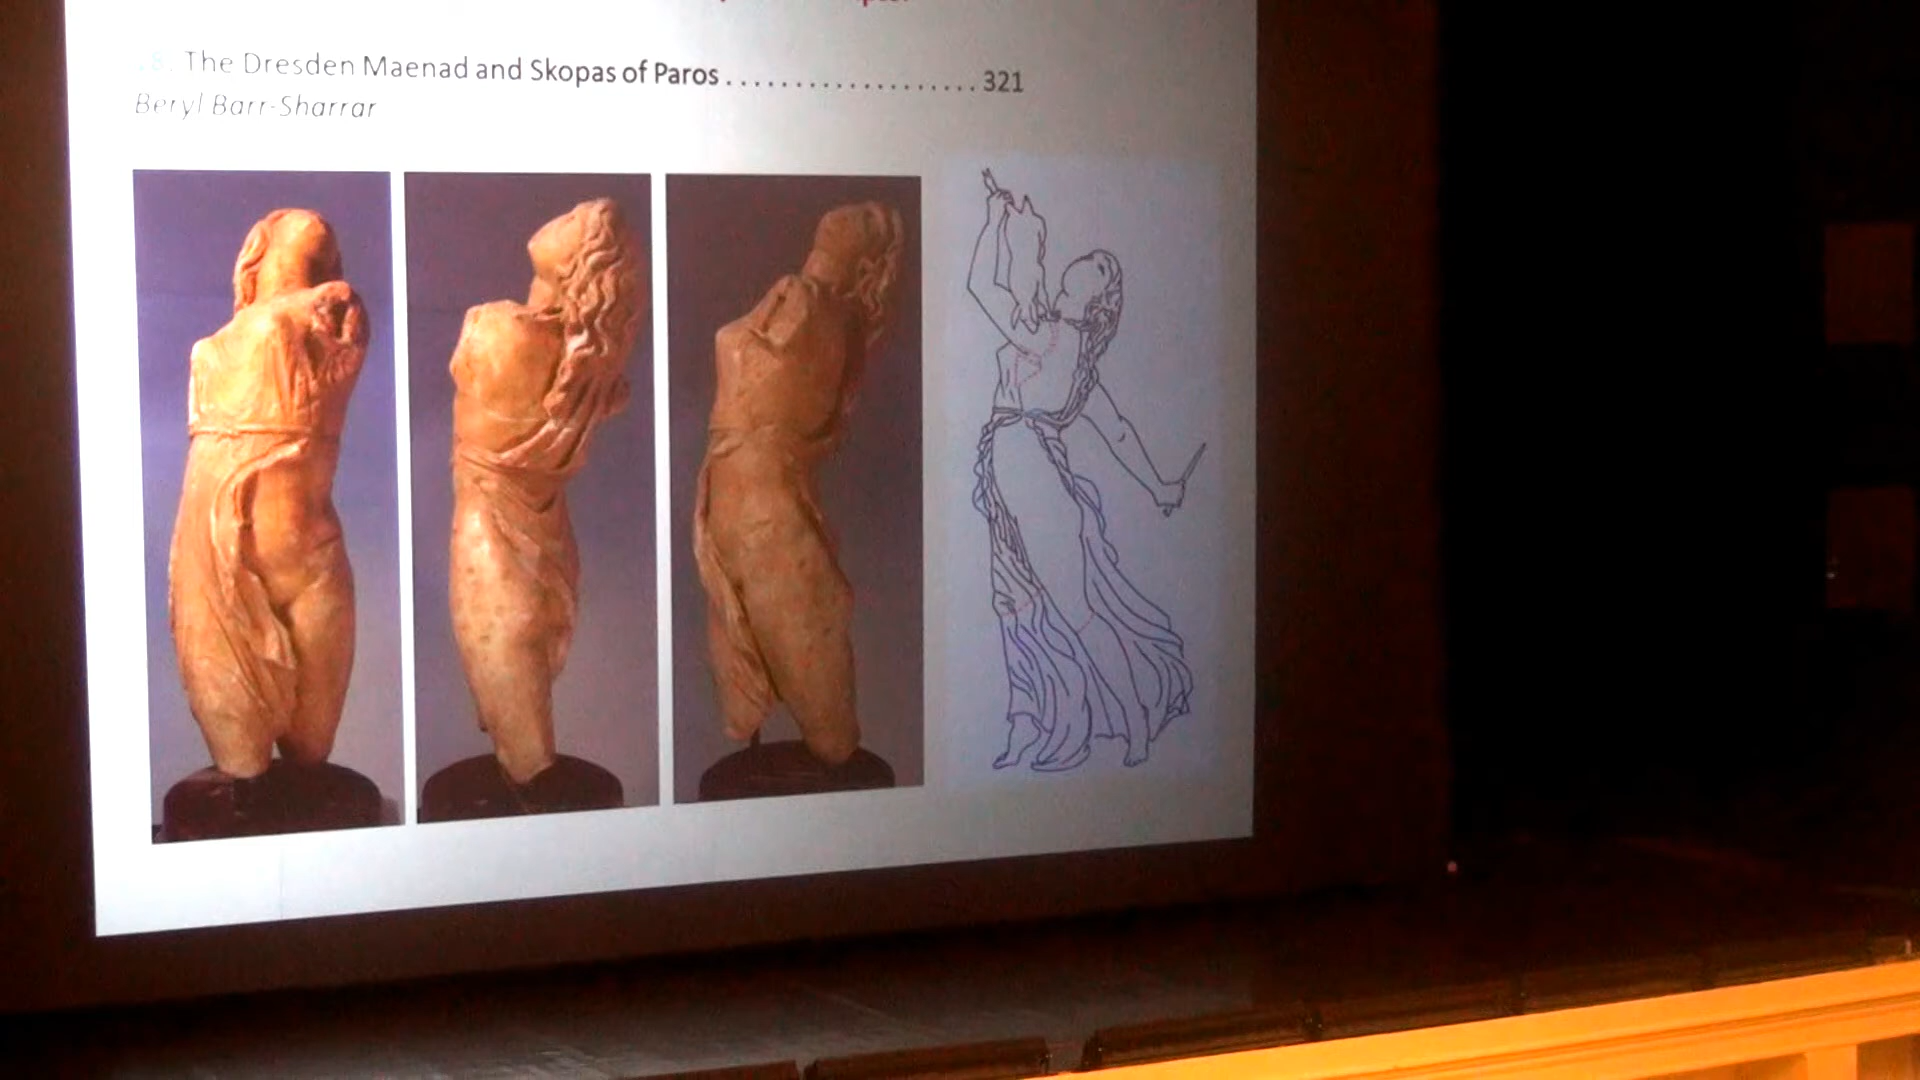 The Dresden Maenad and Skopas of Paros ................... 321
Beryl Barr-Sharrar